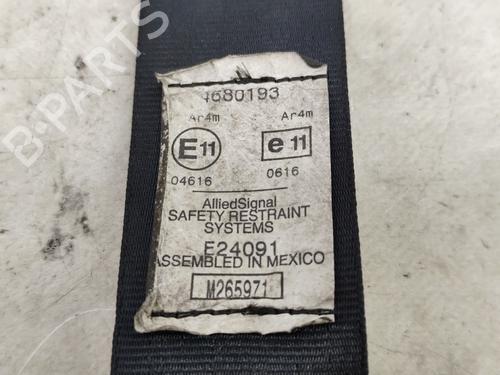 4680193
Ar4m Ar4m
E11 e11
04616 0616
AlliedSignal
SAFETY RESTRAINT
SYSTEMS
E24091
ASSEMBLED IN MEXICO
M265971
B-PARTS